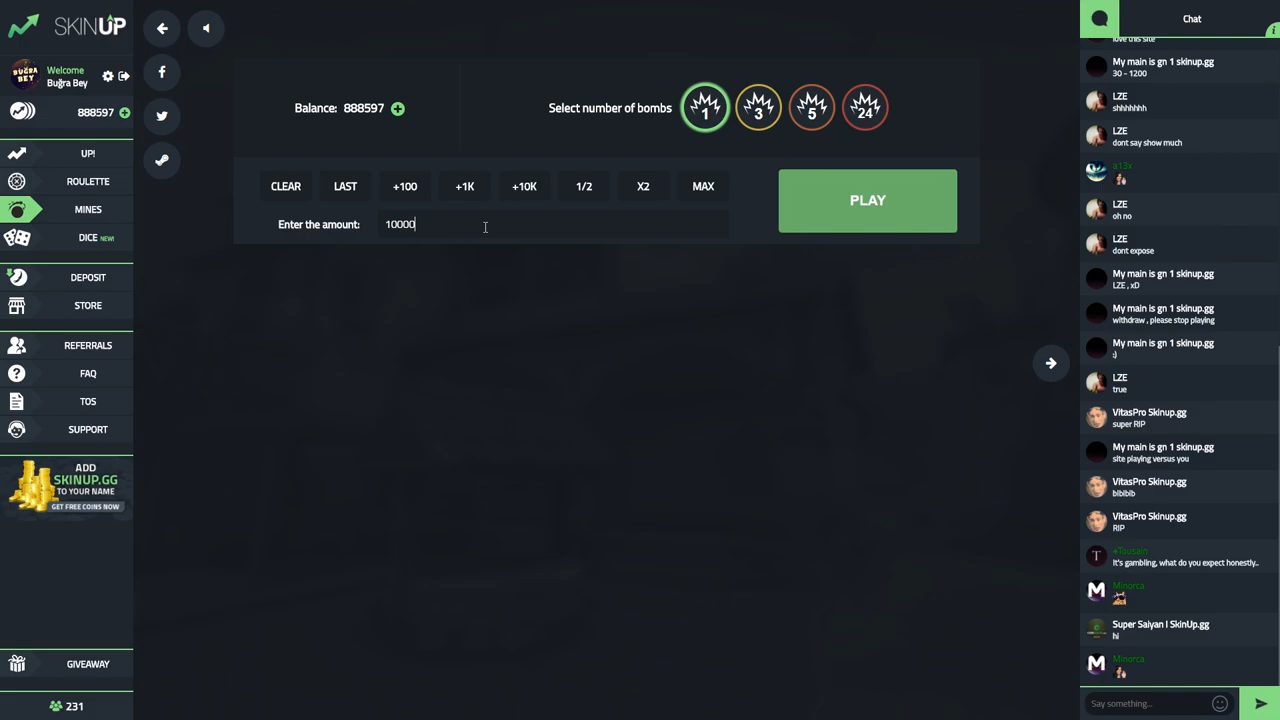 SKINUP
Welcome
Buğra Bey
888597
UP!
ROULETTE
MINES
DICE NEW!
DEPOSIT
STORE
REFERRALS
FAQ
TOS
SUPPORT
ADD
SKINUP.GG
TO YOUR NAME
GET FREE COINS NOW
GIVEAWAY
231
Balance: 888597
Select number of bombs
1 3 5 24
CLEAR LAST +100 +1K +10K 1/2 X2 MAX
Enter the amount: 10000
PLAY
Chat
love this site
My main is gn 1 skinup.gg
30 - 1200
LZE
shhhhhhh
LZE
dont say show much
a13x
LZE
oh no
LZE
dont expose
My main is gn 1 skinup.gg
LZE , xD
My main is gn 1 skinup.gg
withdraw , please stop playing
My main is gn 1 skinup.gg
:)
LZE
true
VitasPro Skinup.gg
super RIP
My main is gn 1 skinup.gg
site playing versus you
VitasPro Skinup.gg
blblblb
VitasPro Skinup.gg
RIP
T
♦Tousain
It's gambling, what do you expect honestly..
M
Minorca
Super Saiyan I SkinUp.gg
hi
M
Minorca
Say something...